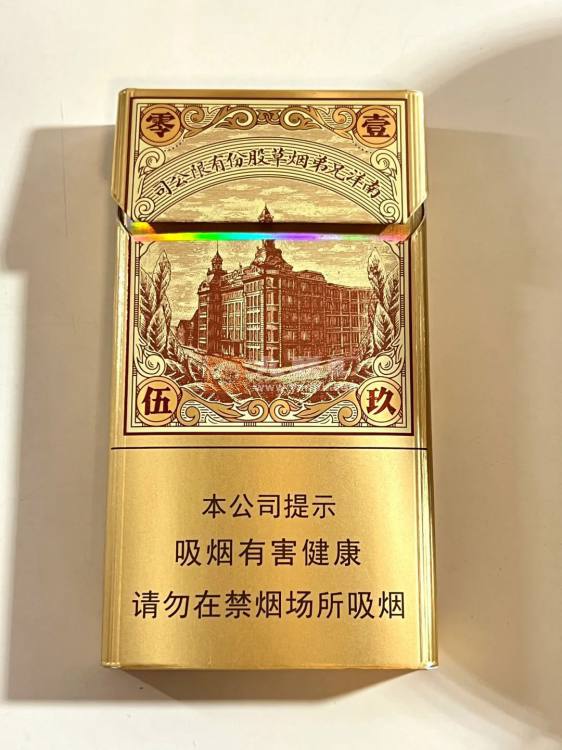 壹玖零伍
南洋兄弟烟草股份有限公司
本公司提示
吸烟有害健康
请勿在禁烟场所吸烟